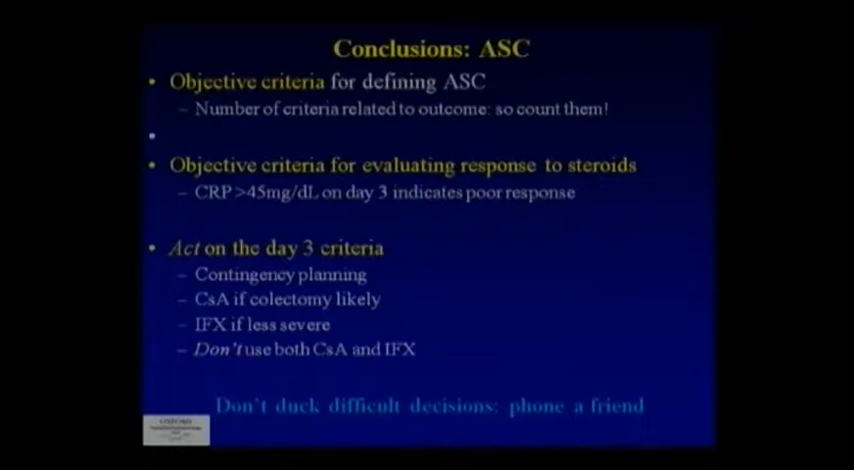 Conclusions: ASC
• Objective criteria for defining ASC
– Number of criteria related to outcome: so count them!
•
• Objective criteria for evaluating response to steroids
– CRP >45mg/dL on day 3 indicates poor response
• Act on the day 3 criteria
– Contingency planning
– CsA if colectomy likely
– IFX if less severe
– Don't use both CsA and IFX
Don't duck difficult decisions: phone a friend
OXFORD